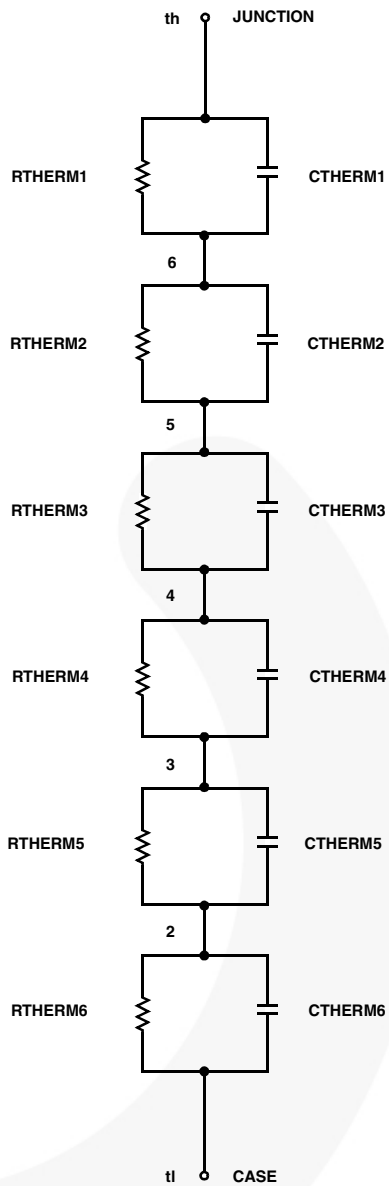 th JUNCTION
RTHERM1 CTHERM1
6
RTHERM2 CTHERM2
5
RTHERM3 CTHERM3
4
RTHERM4 CTHERM4
3
RTHERM5 CTHERM5
2
RTHERM6 CTHERM6
tl CASE